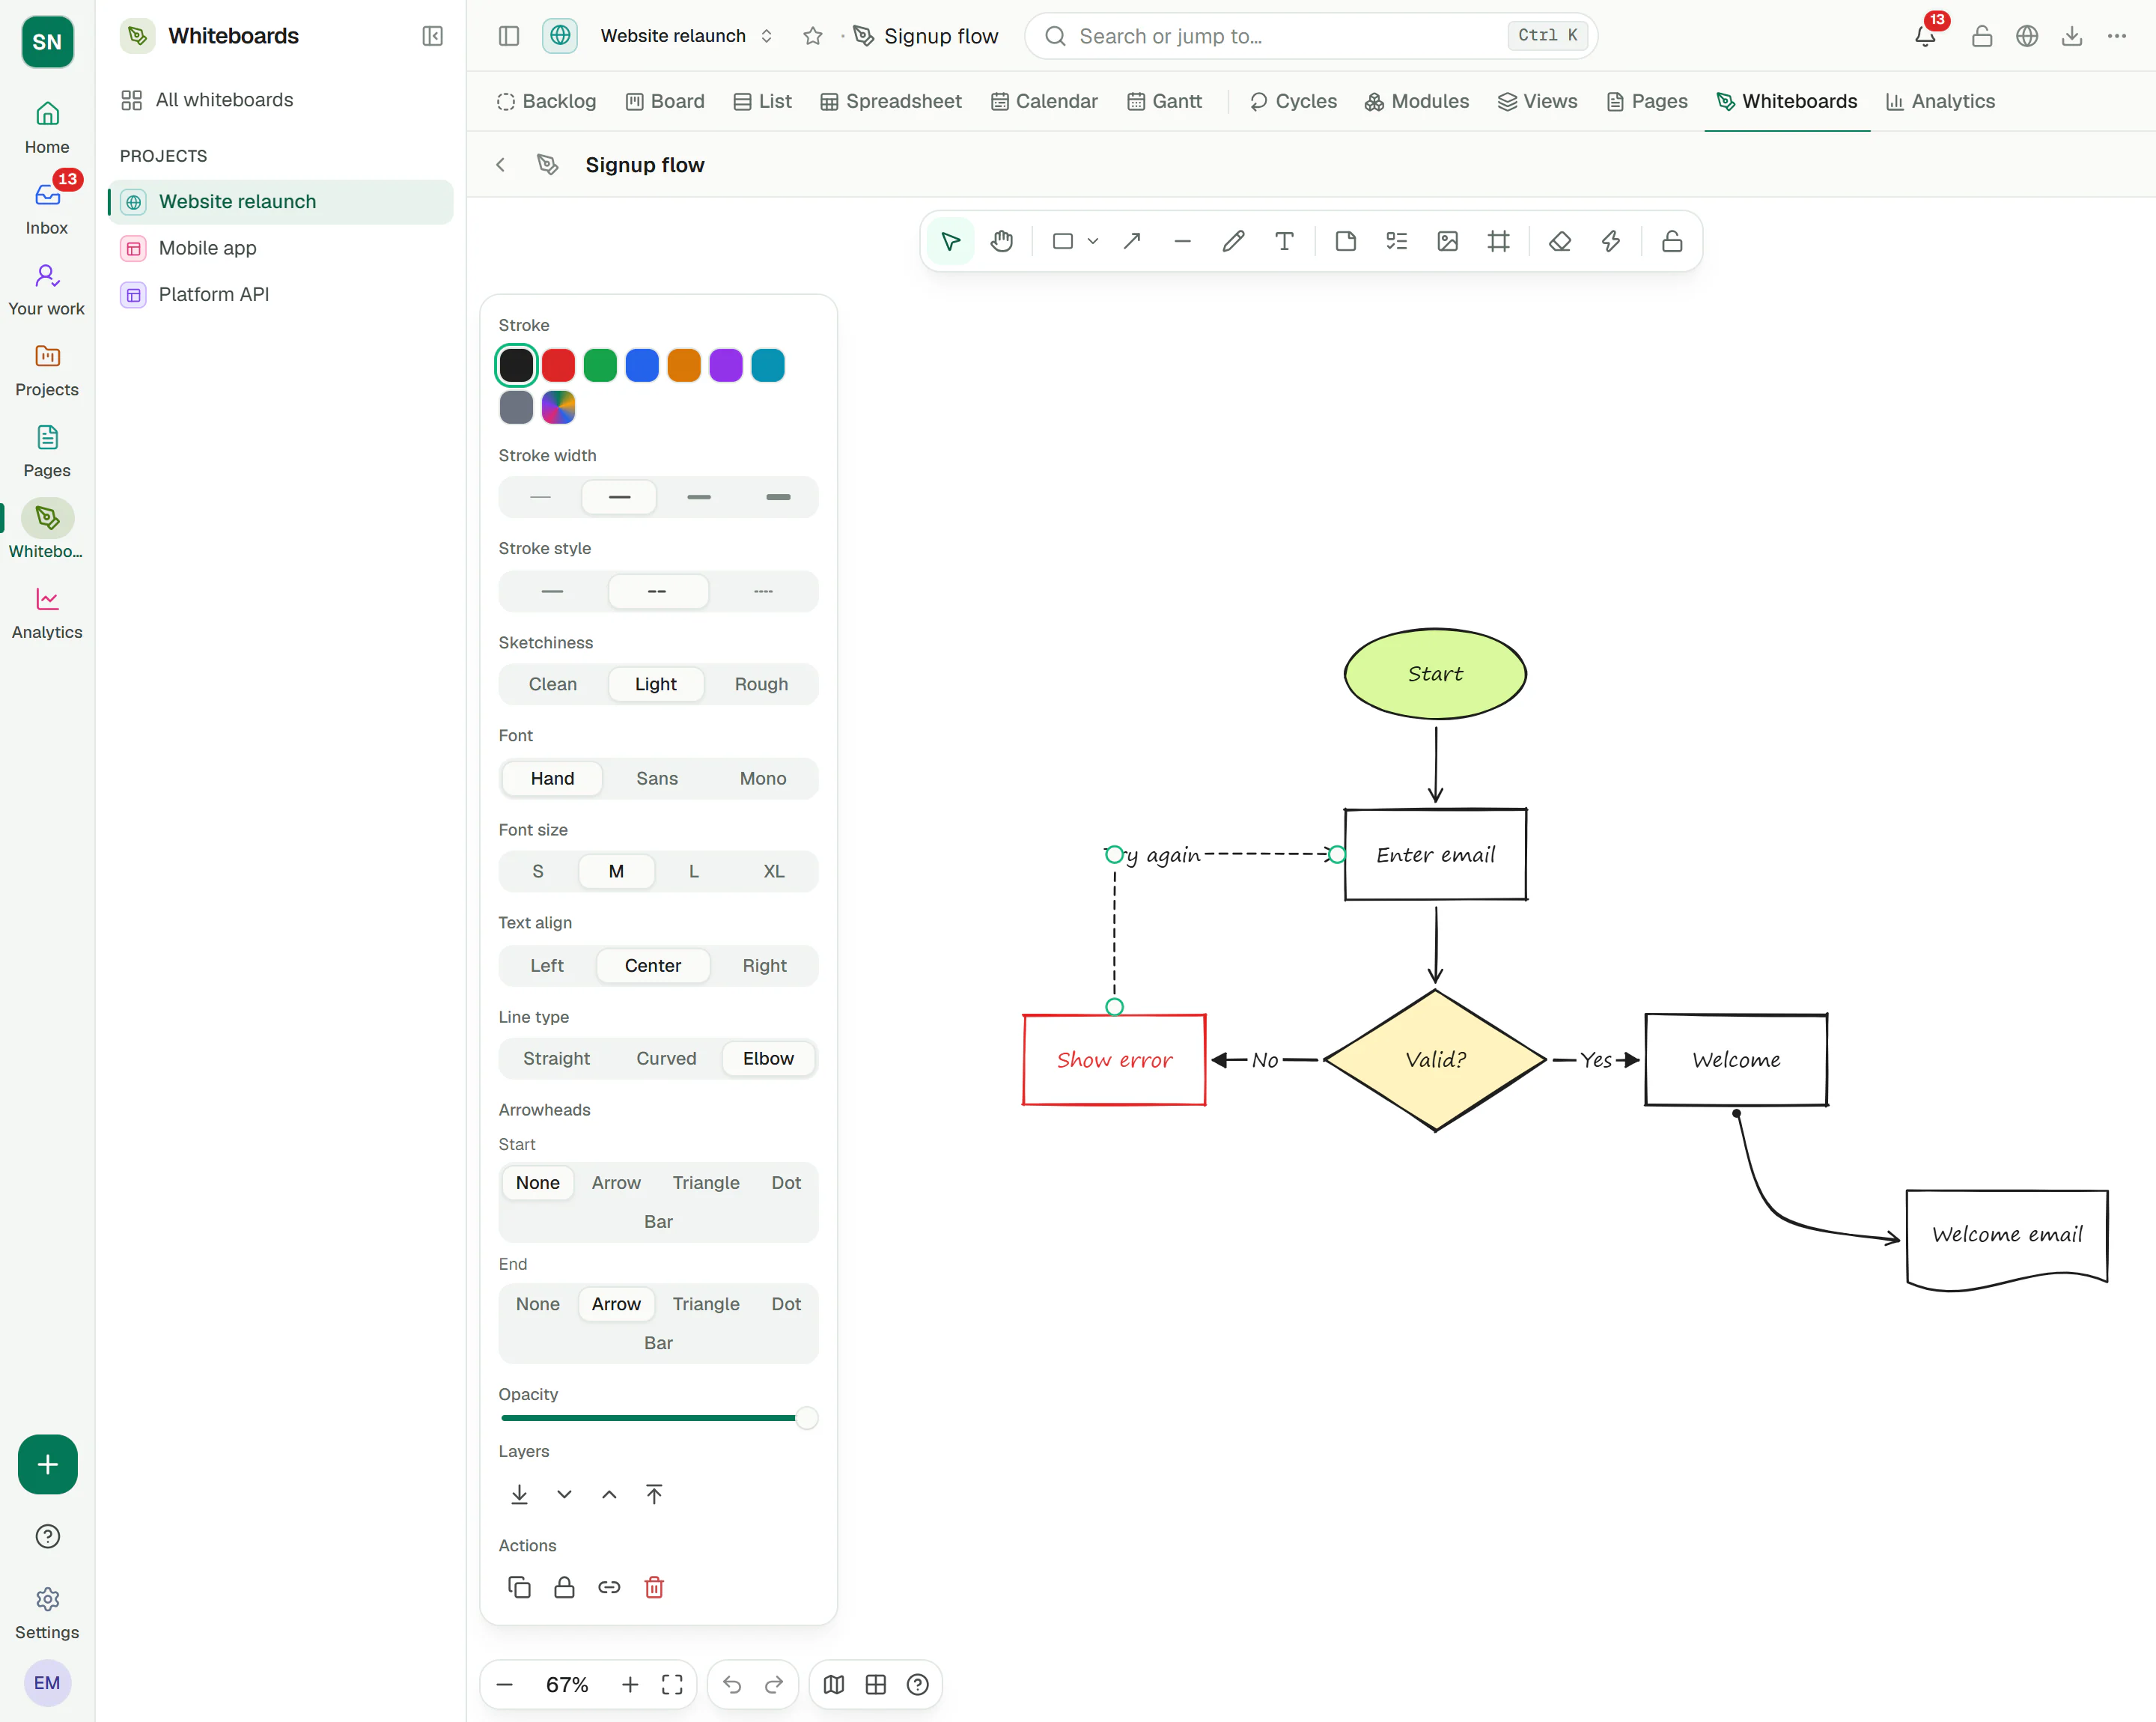 SN
Home
13
Inbox
Your work
Projects
Pages
Whitebo...
Analytics
Settings
EM
Whiteboards
All whiteboards
PROJECTS
Website relaunch
Mobile app
Platform API
Website relaunch
Signup flow
Search or jump to...
Ctrl K
13
Backlog
Board
List
Spreadsheet
Calendar
Gantt
Cycles
Modules
Views
Pages
Whiteboards
Analytics
Signup flow
Stroke
Stroke width
Stroke style
Sketchiness
Clean Light Rough
Font
Hand Sans Mono
Font size
S M L XL
Text align
Left Center Right
Line type
Straight Curved Elbow
Arrowheads
Start
None Arrow Triangle Dot
Bar
End
None Arrow Triangle Dot
Bar
Opacity
Layers
Actions
67%
Start
again
Enter email
Show error
No
Valid?
Yes
Welcome
Welcome email